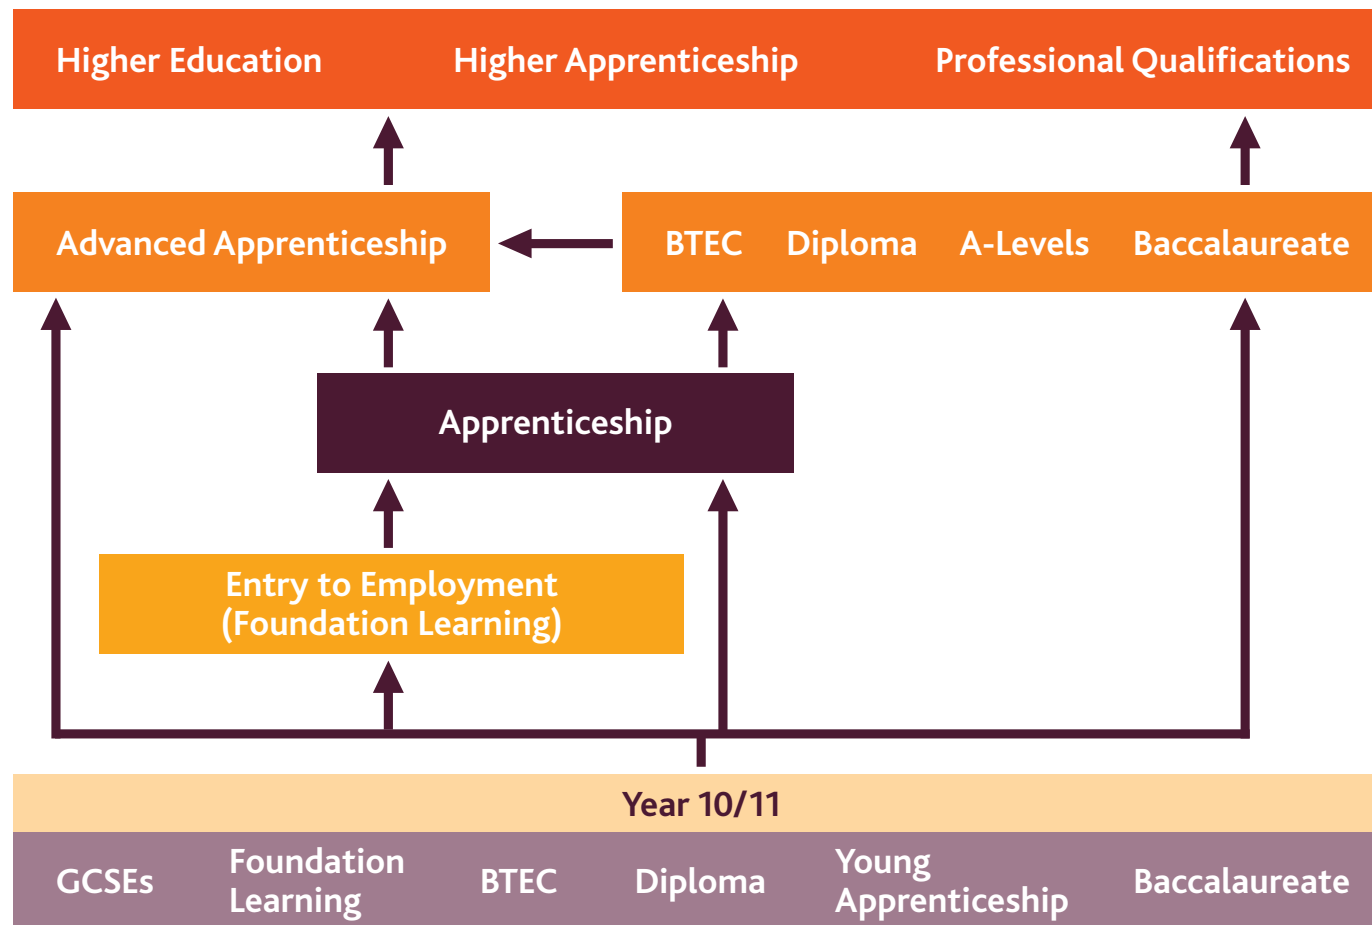 Higher Education Higher Apprenticeship Professional Qualifications
Advanced Apprenticeship BTEC Diploma A-Levels Baccalaureate
Apprenticeship
Entry to Employment
(Foundation Learning)
Year 10/11
GCSEs
Foundation
Learning
BTEC
Diploma
Young
Apprenticeship
Baccalaureate